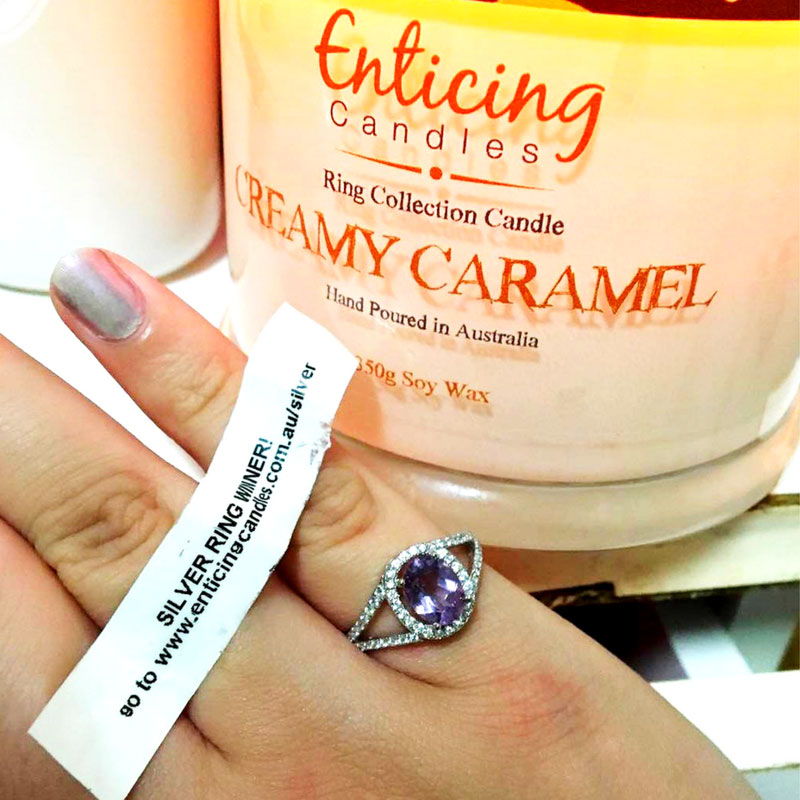 Enticing
Candles
Ring Collection Candle
CREAMY CARAMEL
Hand Poured in Australia
350g Soy Wax
SILVER RING WINNER!
go to www.enticingcandles.com.au/silver